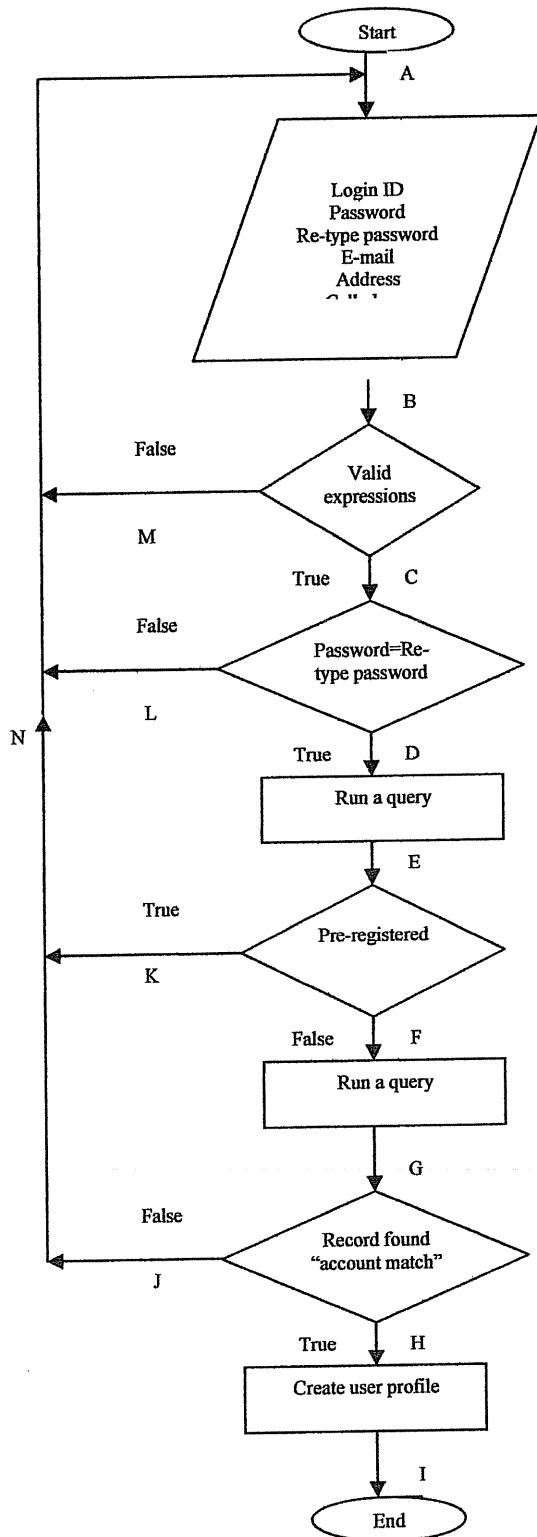 Start
A
Login ID
Password
Re-type password
E-mail
Address
B
False
Valid
expressions
M
True C
False
Password=Re-
type password
L
N
True D
Run a query
E
True
Pre-registered
K
False F
Run a query
G
False
Record found
“account match”
J
True H
Create user profile
I
End